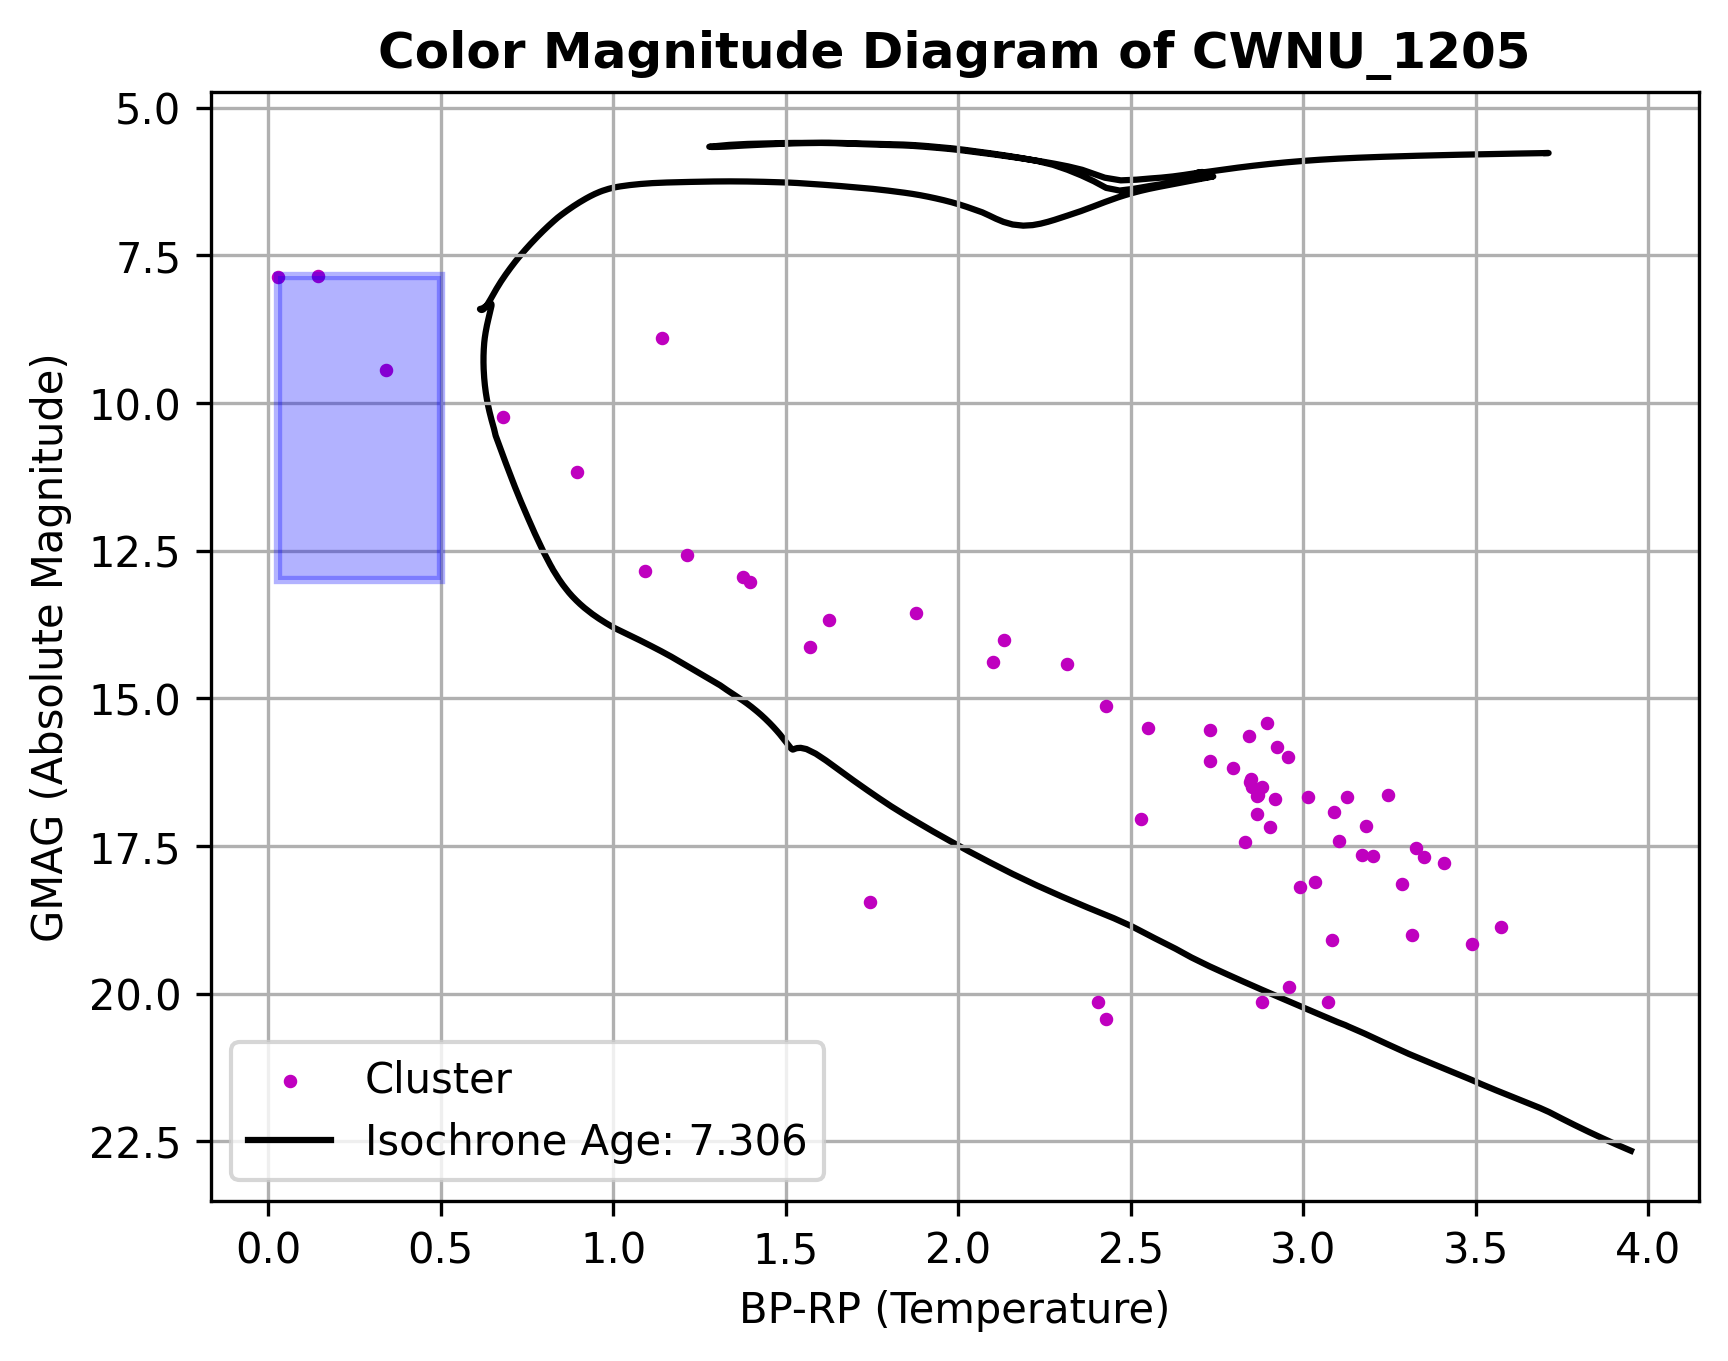 Color Magnitude Diagram of CWNU_1205
GMAG (Absolute Magnitude)
5.0
7.5
10.0
12.5
15.0
17.5
20.0
22.5
Cluster
Isochrone Age: 7.306
0.0 0.5 1.0 1.5 2.0 2.5 3.0 3.5 4.0
BP-RP (Temperature)